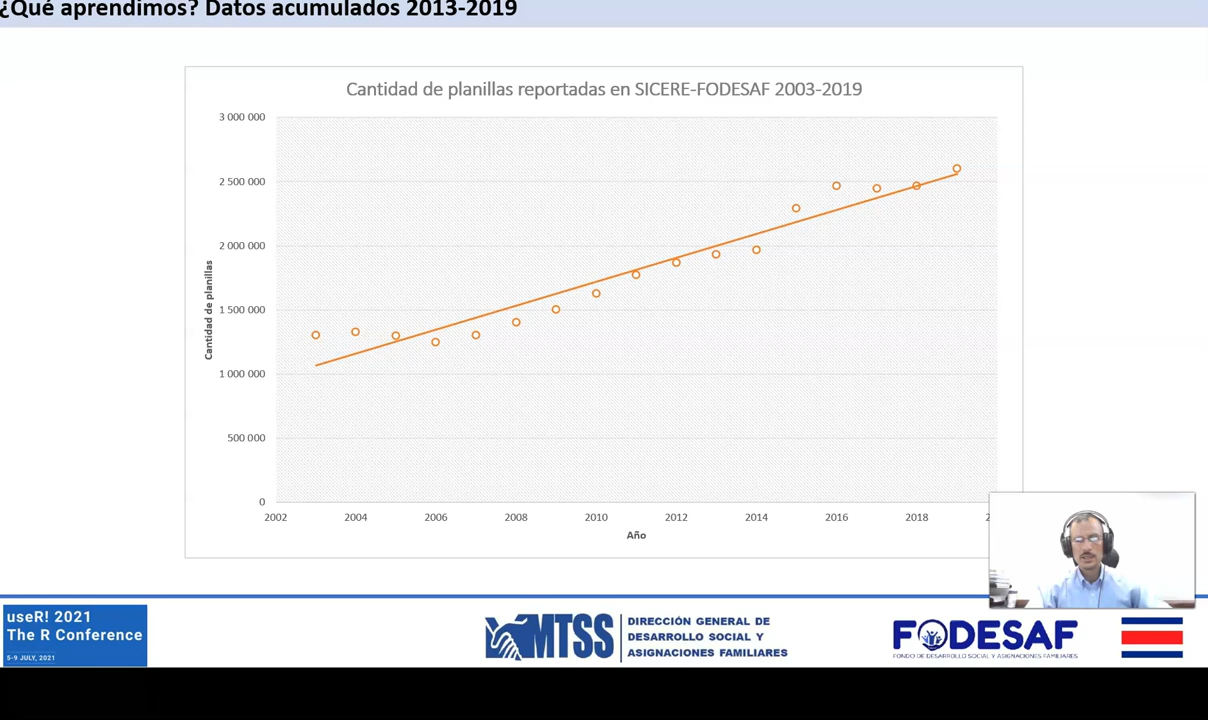 ¿Qué aprendimos? Datos acumulados 2013-2019
Cantidad de planillas reportadas en SICERE-FODESAF 2003-2019
3 000 000
2 500 000
2 000 000
1 500 000
1 000 000
500 000
0
Cantidad de planillas
2002 2004 2006 2008 2010 2012 2014 2016 2018
Año
useR! 2021
The R Conference
5-9 JULY, 2021
MTSS
DIRECCIÓN GENERAL DE
DESARROLLO SOCIAL Y
ASIGNACIONES FAMILIARES
FODESAF
FONDO DE DESARROLLO SOCIAL Y ASIGNACIONES FAMILIARES